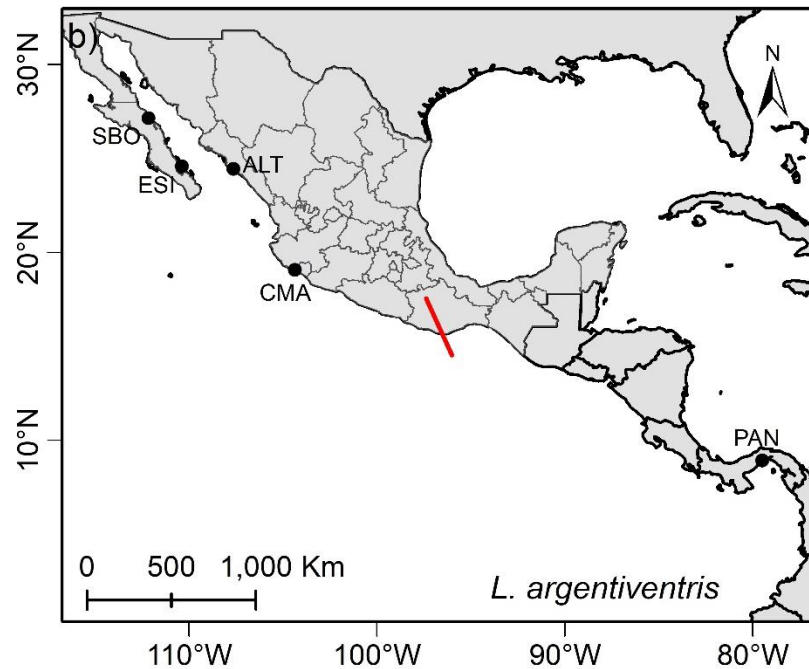 b)
N
30°N
SBO
ESI
ALT
20°N
CMA
10°N
PAN
0 500 1,000 Km
L. argentiventris
110°W 100°W 90°W 80°W